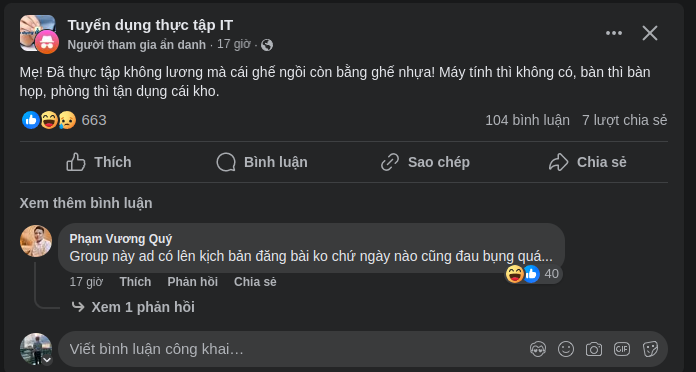 Tuyển dụng thực tập IT
Người tham gia ẩn danh · 17 giờ ·
Mẹ! Đã thực tập không lương mà cái ghế ngồi còn bằng ghế nhựa! Máy tính thì không có, bàn thì bàn
họp, phòng thì tận dụng cái kho.
663 104 bình luận 7 lượt chia sẻ
Thích Bình luận Sao chép Chia sẻ
Xem thêm bình luận
Phạm Vương Quý
Group này ad có lên kịch bản đăng bài ko chứ ngày nào cũng đau bụng quá...
17 giờ Thích Phản hồi Chia sẻ 40
Xem 1 phản hồi
Viết bình luận công khai...
GIF